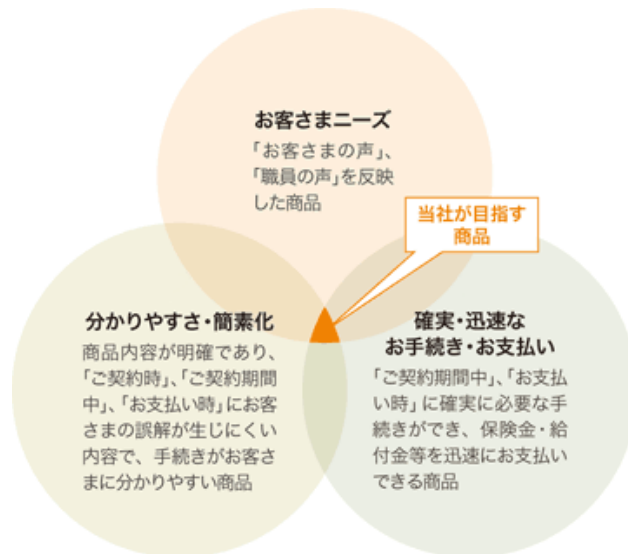 お客さまニーズ
「お客さまの声」、
「職員の声」を反映
した商品
当社が目指す
商品
分かりやすさ・簡素化
商品内容が明確であり、
「ご契約時」、「ご契約期間
中」、「お支払い時」にお客
さまの誤解が生じにくい
内容で、手続きがお客さ
まに分かりやすい商品
確実・迅速な
お手続き・お支払い
「ご契約期間中」、「お支払
い時」に確実に必要な手
続きができ、保険金・給
付金等を迅速にお支払い
できる商品